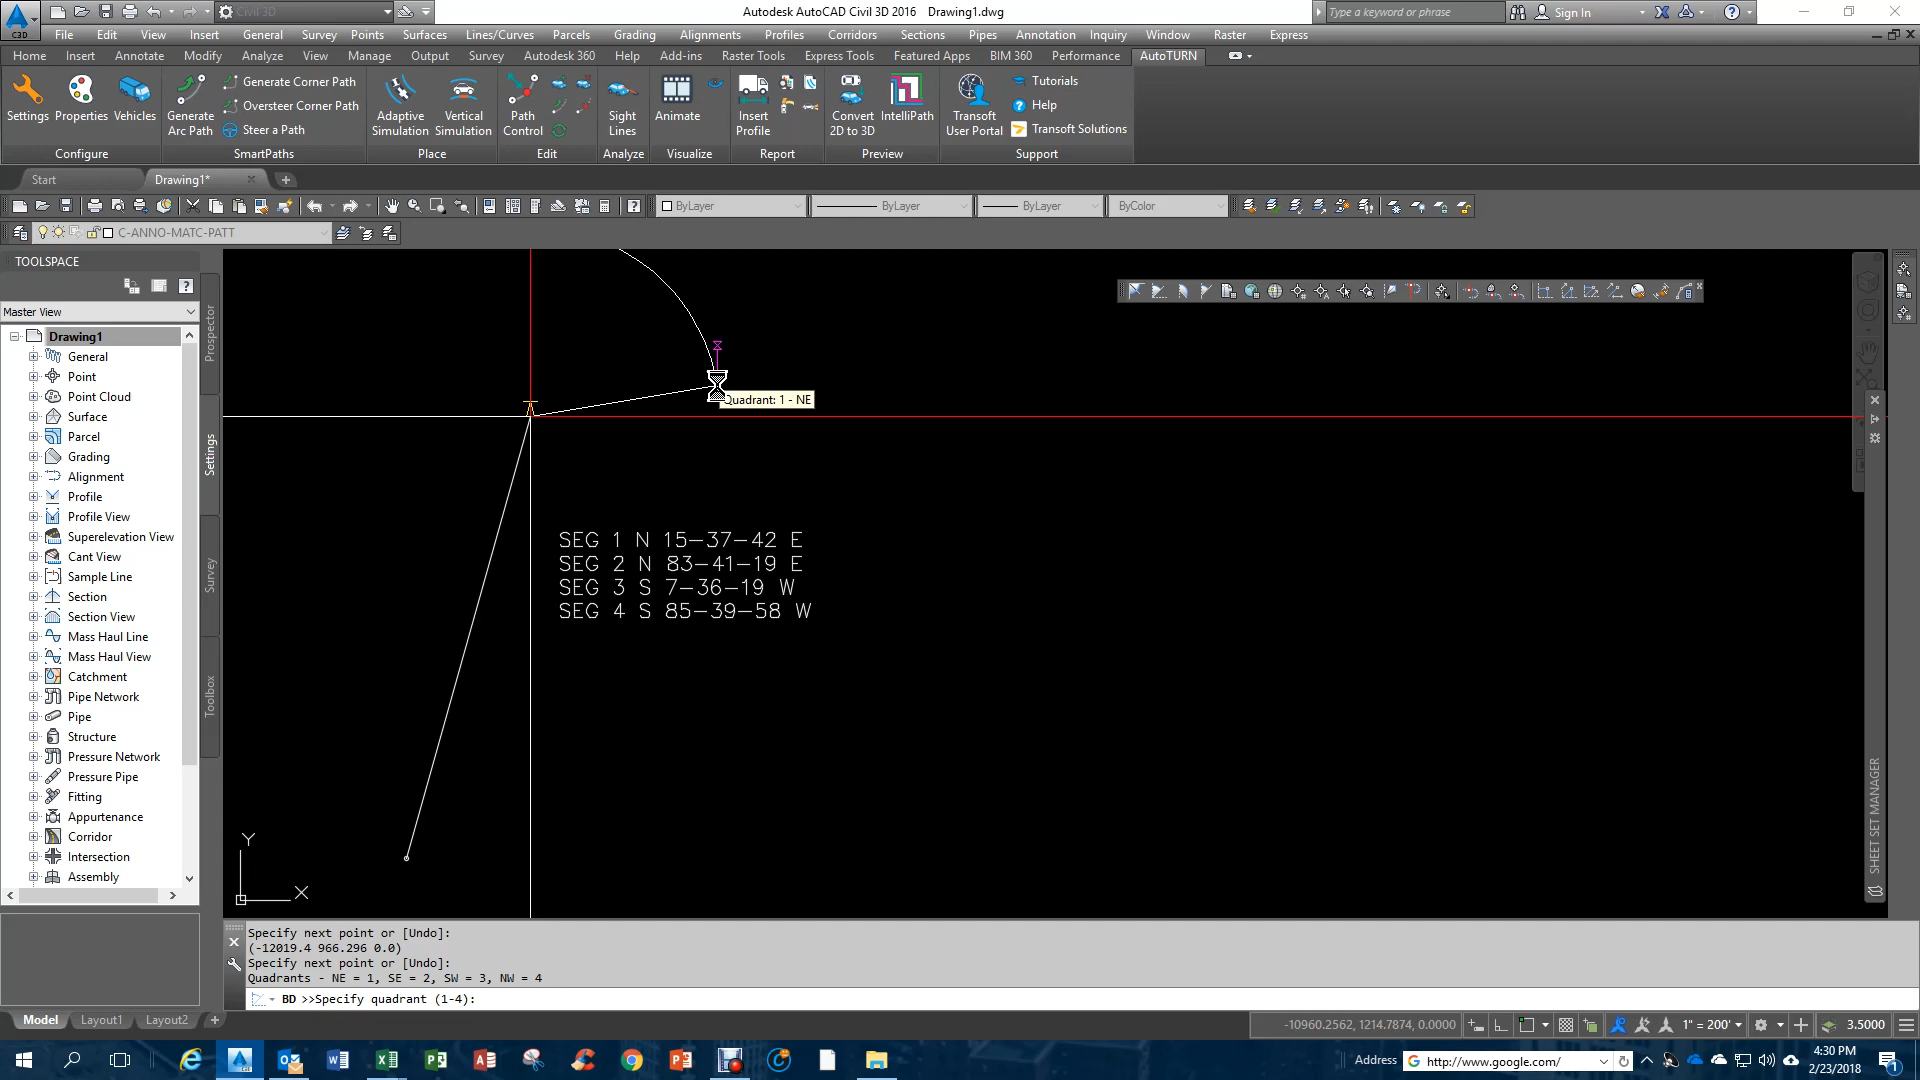 Civil 3D
Autodesk AutoCAD Civil 3D 2016 Drawing1.dwg
Type a keyword or phrase
Sign In
C3D
File Edit View Insert General Survey Points Surfaces Lines/Curves Parcels Grading Alignments Profiles Corridors Sections Pipes Annotation Inquiry Window Raster Express
Home Insert Annotate Modify Analyze View Manage Output Survey Autodesk 360 Help Add-ins Raster Tools Express Tools Featured Apps BIM 360 Performance AutoTURN
Settings Properties Vehicles
Configure
Generate Arc Path
Generate Corner Path
Oversteer Corner Path
Steer a Path
SmartPaths
Adaptive Simulation
Vertical Simulation
Place
Path Control
Edit
Sight Lines
Analyze
Animate
Visualize
Insert Profile
Report
Convert 2D to 3D
IntelliPath
Preview
Transoft User Portal
Tutorials
Help
Transoft Solutions
Support
Start Drawing1*
ByLayer ByLayer ByLayer ByColor
C-ANNO-MATC-PATT
TOOLSPACE
Master View
Drawing1
General
Point
Point Cloud
Surface
Parcel
Grading
Alignment
Profile
Profile View
Superelevation View
Cant View
Sample Line
Section
Section View
Mass Haul Line
Mass Haul View
Catchment
Pipe Network
Pipe
Structure
Pressure Network
Pressure Pipe
Fitting
Appurtenance
Corridor
Intersection
Assembly
Prospector
Settings
Survey
Toolbox
Quadrant: 1 - NE
SEG 1 N 15-37-42 E
SEG 2 N 83-41-19 E
SEG 3 S 7-36-19 W
SEG 4 S 85-39-58 W
Y
X
SHEET SET MANAGER
Specify next point or [Undo]:
(-12019.4 966.296 0.0)
Specify next point or [Undo]:
Quadrants - NE = 1, SE = 2, SW = 3, NW = 4
BD >>Specify quadrant (1-4):
Model Layout1 Layout2
-10960.2562, 1214.7874, 0.0000
1" = 200'
3.5000
Address
http://www.google.com/
4:30 PM
2/23/2018
1